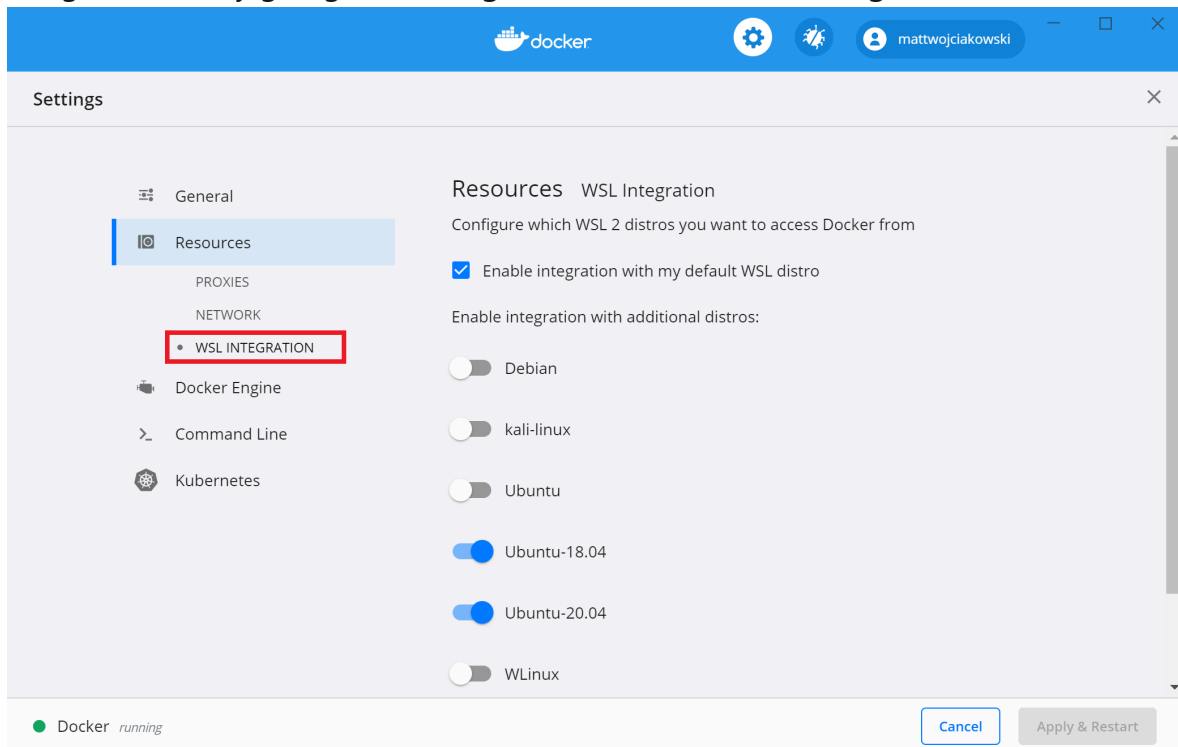 docker
mattwojciakowski
Settings
General
Resources
PROXIES
NETWORK
WSL INTEGRATION
Docker Engine
Command Line
Kubernetes
Resources WSL Integration
Configure which WSL 2 distros you want to access Docker from
Enable integration with my default WSL distro
Enable integration with additional distros:
Debian
kali-linux
Ubuntu
Ubuntu-18.04
Ubuntu-20.04
WLinux
Docker running
Cancel
Apply & Restart